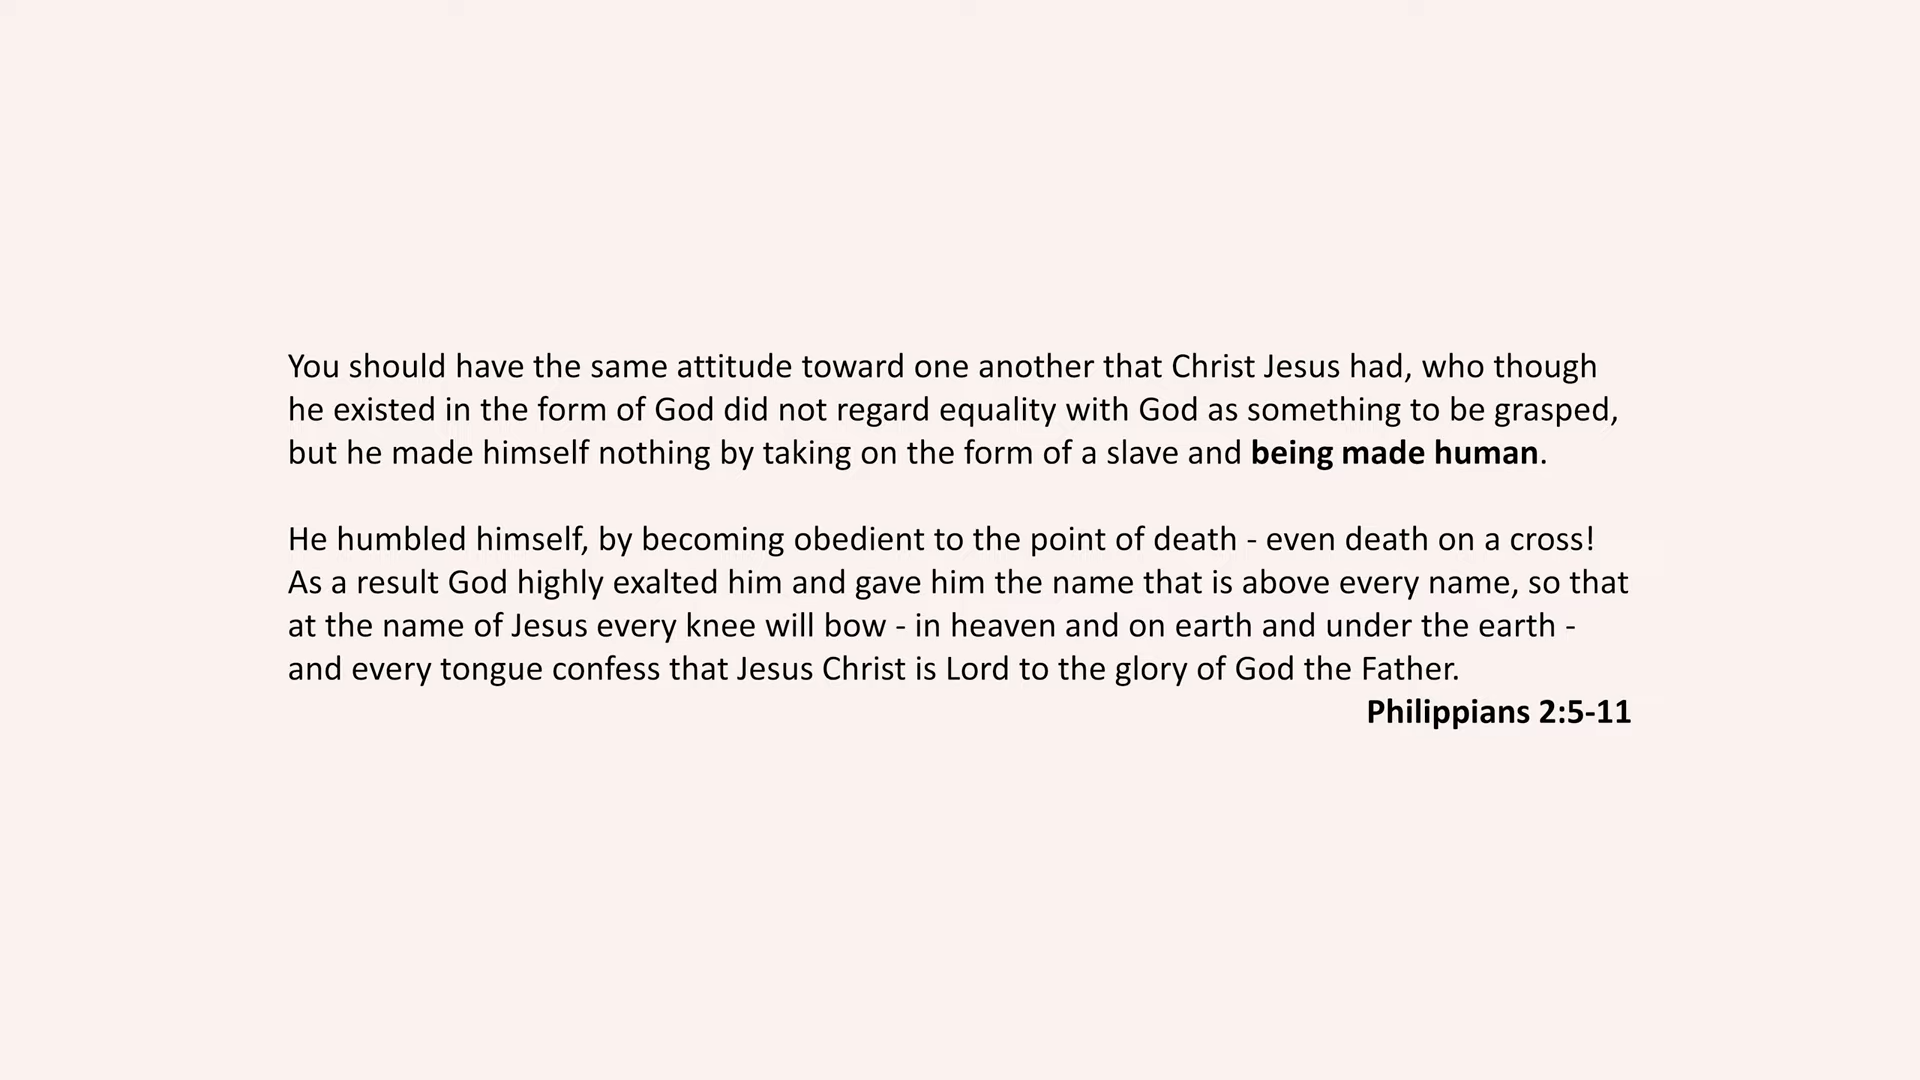 You should have the same attitude toward one another that Christ Jesus had, who though
he existed in the form of God did not regard equality with God as something to be grasped,
but he made himself nothing by taking on the form of a slave and being made human.
He humbled himself, by becoming obedient to the point of death - even death on a cross!
As a result God highly exalted him and gave him the name that is above every name, so that
at the name of Jesus every knee will bow - in heaven and on earth and under the earth -
and every tongue confess that Jesus Christ is Lord to the glory of God the Father.
Philippians 2:5-11